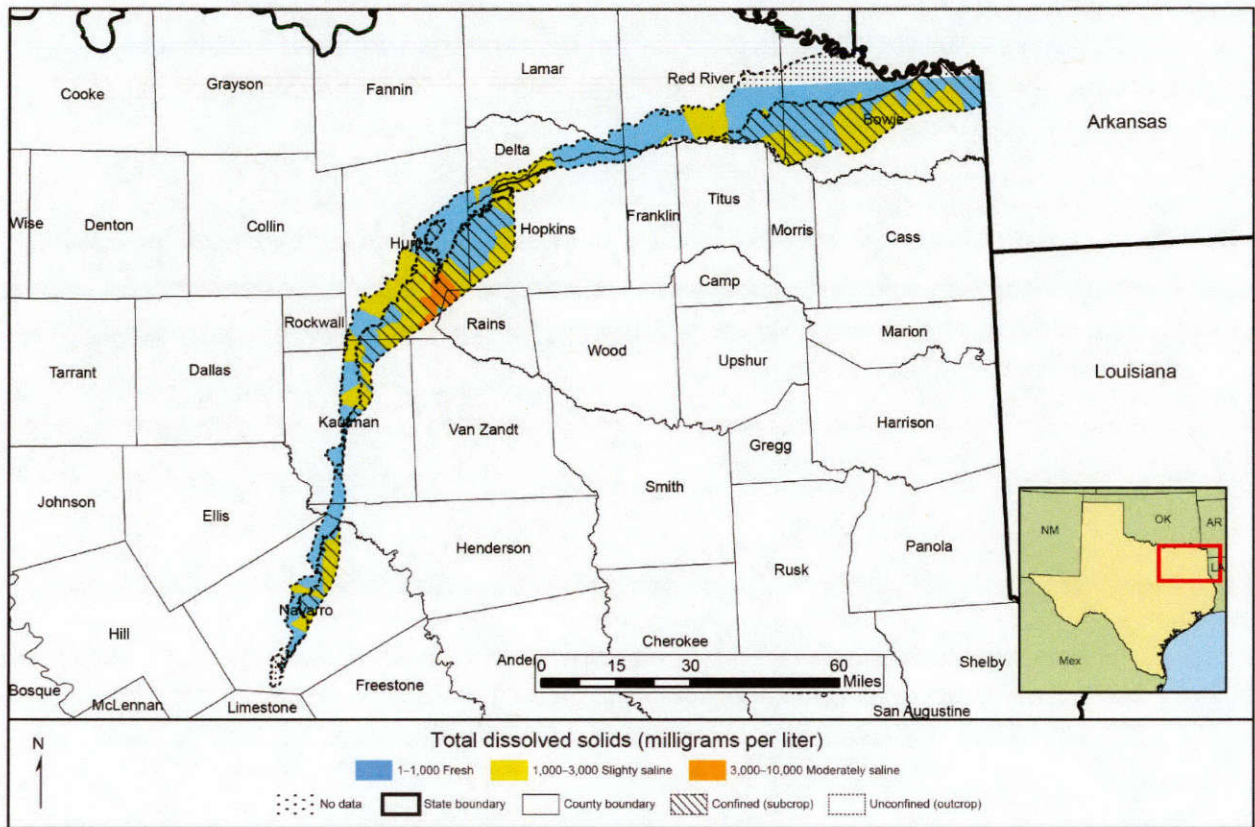 Lamar
Red River
Cooke
Grayson
Fannin
Bowie
Arkansas
Delta
Titus
Wise
Denton
Collin
Hunt
Hopkins
Franklin
Morris
Cass
Camp
Rockwall
Rains
Wood
Marion
Tarrant
Dallas
Upshur
Louisiana
Kaufman
Van Zandt
Gregg
Harrison
Johnson
Ellis
Smith
Henderson
Panola
Rusk
NM
OK
AR
LA
Navarro
Hill
Cherokee
Shelby
Mex
Ander
0 15 30 60
Miles
Bosque
Freestone
McLennan
Limestone
San Augustine
N
Total dissolved solids (milligrams per liter)
1–1,000 Fresh 1,000–3,000 Slighty saline 3,000–10,000 Moderately saline
No data State boundary County boundary Confined (subcrop) Unconfined (outcrop)